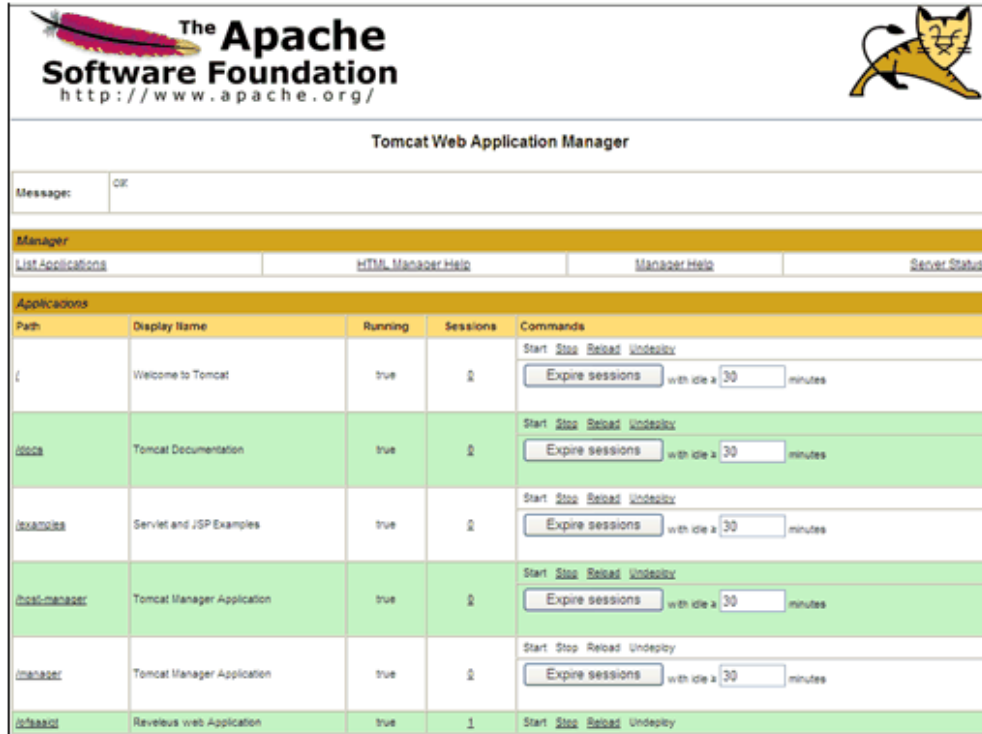 The Apache
Software Foundation
http://www.apache.org/
Tomcat Web Application Manager
Message: OK
Manager
List Applications HTML Manager Help Manager Help Server Status
Applications
Path Display Name Running Sessions Commands
Start Stop Reload Undeploy
/ Welcome to Tomcat true 0 Expire sessions with idle ≥ 30 minutes
Start Stop Reload Undeploy
/docs Tomcat Documentation true 0 Expire sessions with idle ≥ 30 minutes
Start Stop Reload Undeploy
/examples Servlet and JSP Examples true 0 Expire sessions with idle ≥ 30 minutes
Start Stop Reload Undeploy
/host-manager Tomcat Manager Application true 0 Expire sessions with idle ≥ 30 minutes
Start Stop Reload Undeploy
/manager Tomcat Manager Application true 0 Expire sessions with idle ≥ 30 minutes
Reveleus web Application true 1 Start Stop Reload Undeploy